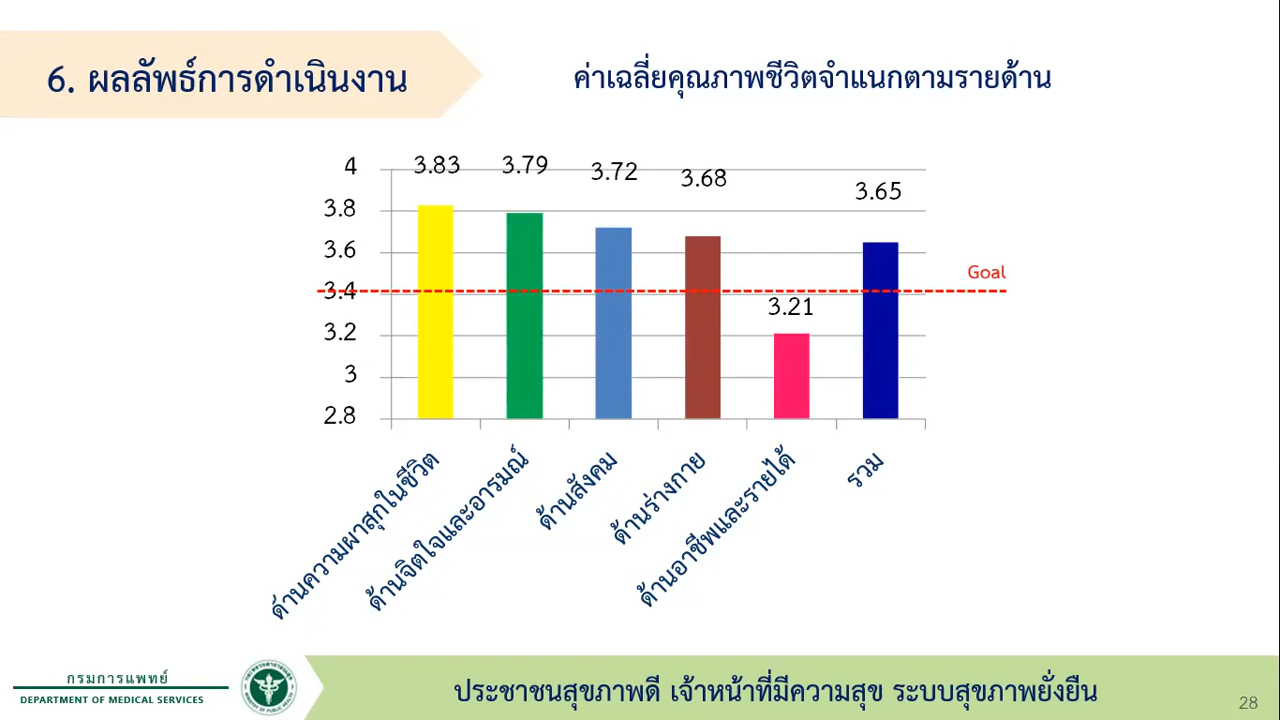 6. ผลลัพธ์การดำเนินงาน
ค่าเฉลี่ยคุณภาพชีวิตจำแนกตามรายด้าน
4
3.8
3.6
3.4
3.2
3
2.8
3.83
3.79
3.72
3.68
3.21
3.65
Goal
ด้านความผาสุกในชีวิต
ด้านจิตใจและอารมณ์
ด้านสังคม
ด้านร่างกาย
ด้านอาชีพและรายได้
รวม
กรมการแพทย์
DEPARTMENT OF MEDICAL SERVICES
ประชาชนสุขภาพดี เจ้าหน้าที่มีความสุข ระบบสุขภาพยั่งยืน
28